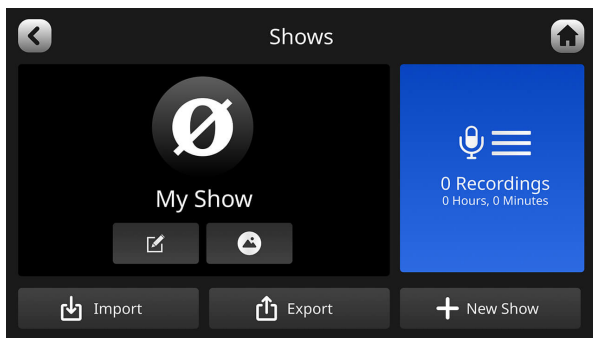 Shows
My Show
0 Recordings
0 Hours, 0 Minutes
Import
Export
New Show